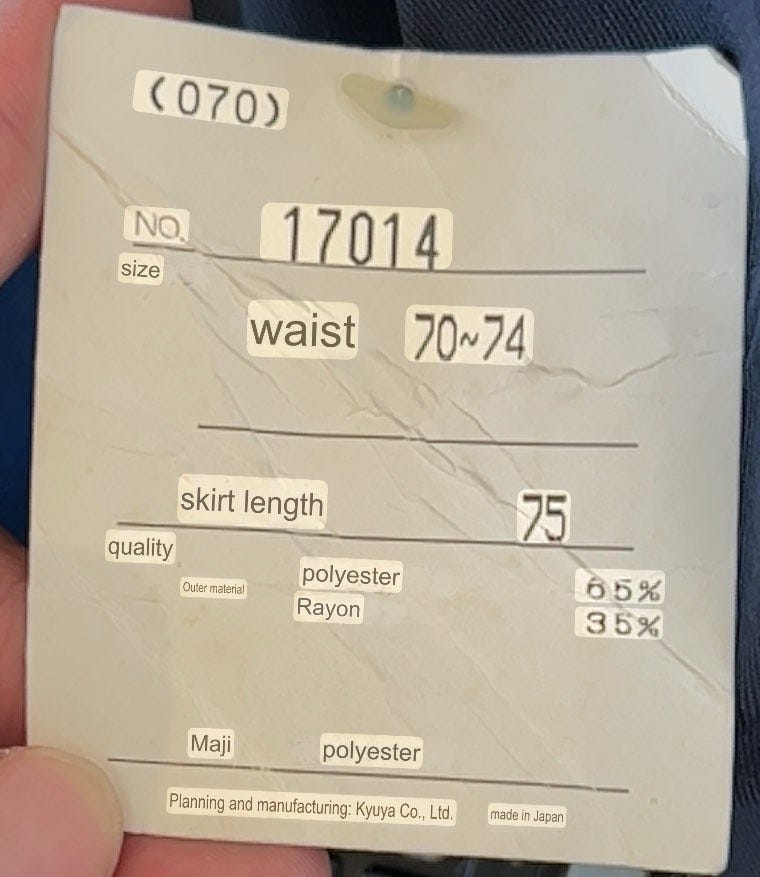 (070)
NO. 17014
size
waist 70~74
skirt length 75
quality
Outer material polyester 65%
Rayon 35%
Maji polyester
Planning and manufacturing: Kyuya Co., Ltd. made in Japan